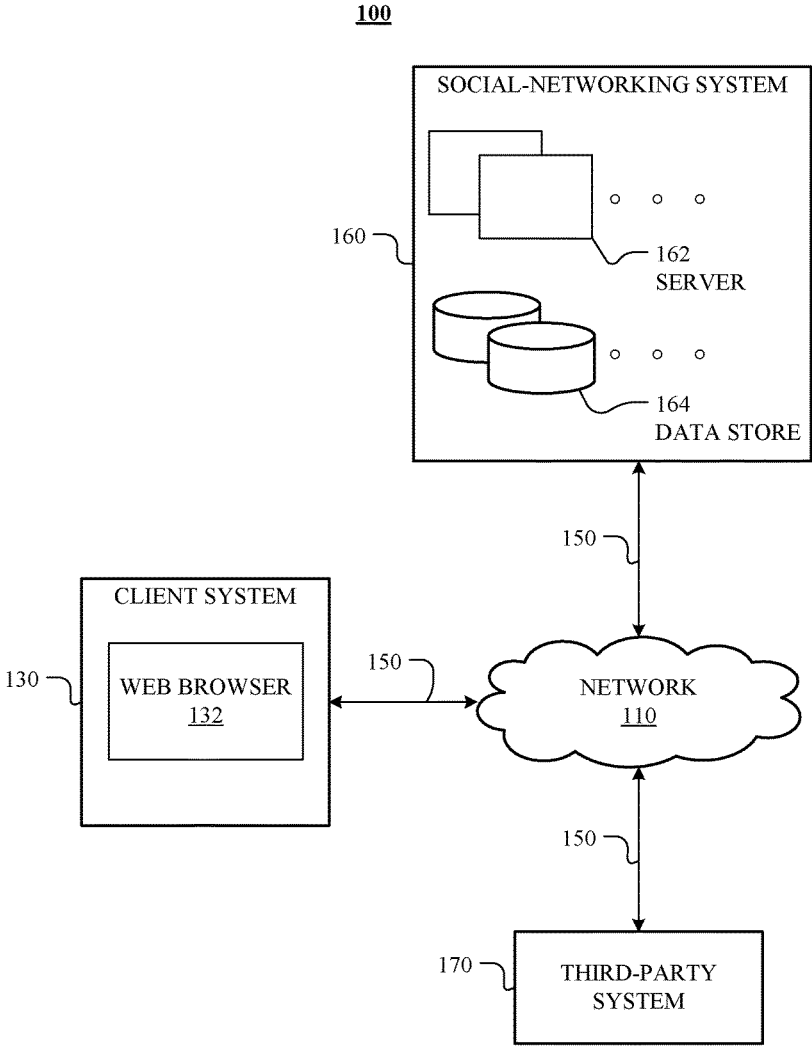 100
SOCIAL-NETWORKING SYSTEM
160
162
SERVER
164
DATA STORE
150
CLIENT SYSTEM
130
WEB BROWSER
132
150
NETWORK
110
150
170
THIRD-PARTY
SYSTEM